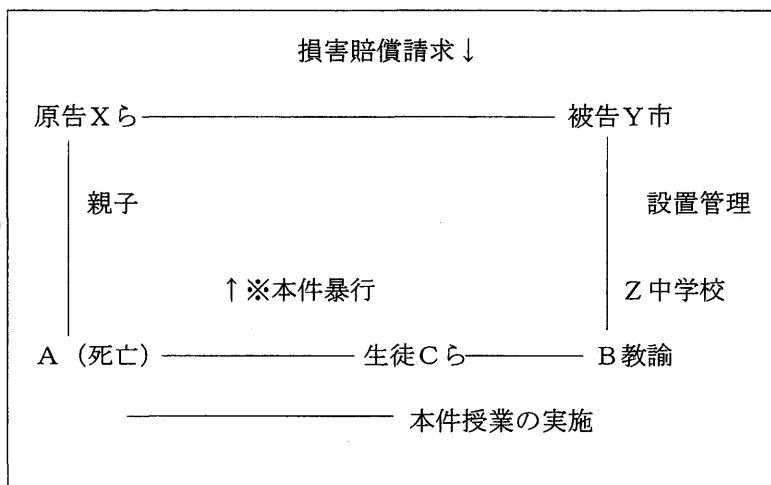 損害賠償請求↓
原告Xら 被告Y市
親子 設置管理
↑※本件暴行 Z中学校
A(死亡) 生徒Cら B教諭
本件授業の実施